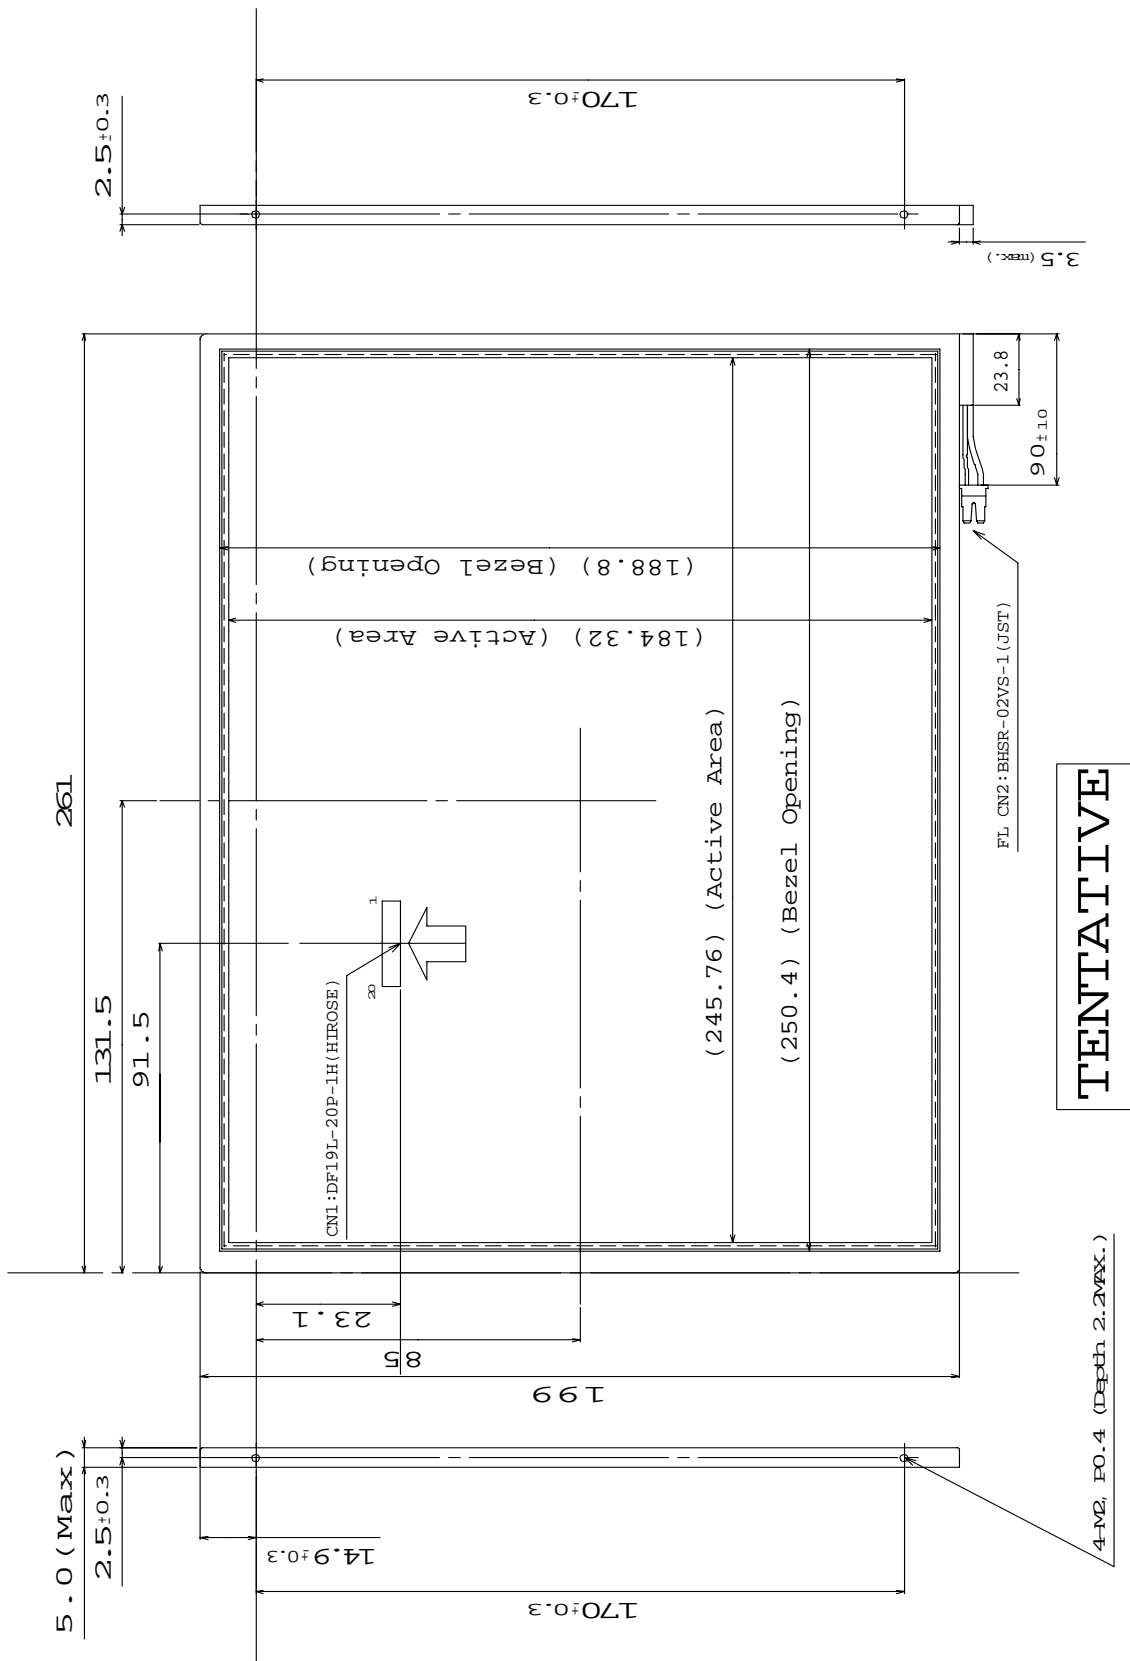 2.5±0.3
170±0.3
3.5 (max.)
261
131.5
91.5
23.8
90±10
(188.8) (Bezel Opening)
(184.32) (Active Area)
(245.76) (Active Area)
(250.4) (Bezel Opening)
1
20
CN1:DF19L-20P-1H(HIROSE)
FL CN2:BHSR-02VS-1(JST)
TENTATIVE
23.1
85
199
5.0(Max)
2.5±0.3
14.9±0.3
170±0.3
4-M2, P0.4 (Depth 2.2MAX.)